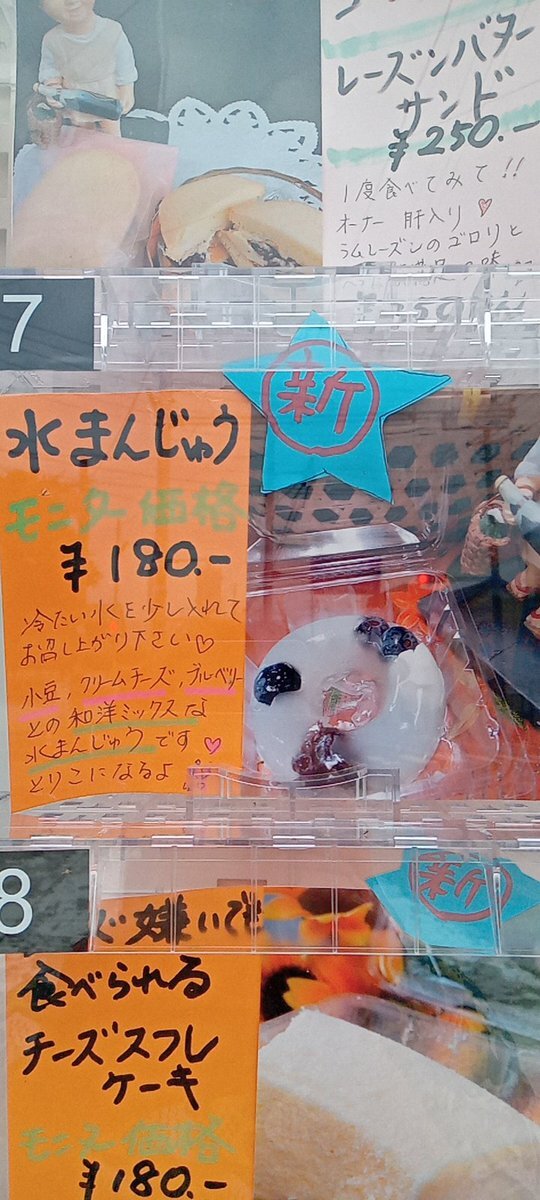 レーズンバター
サンド
¥250.-
1度食べてみて!!
オーナー 肝入り♡
ラムレーズンのゴロリと
7
新
水まんじゅう
モニター価格
¥180.-
冷たい水を少し入れて
お召し上がり下さい♡
小豆,クリームチーズ,ブルーベリー
との和洋ミックスな
水まんじゅうです♡
とりこになるよ
8
新
嫌いでも
食べられる
チーズスフレ
ケーキ
モニター価格
¥180.-